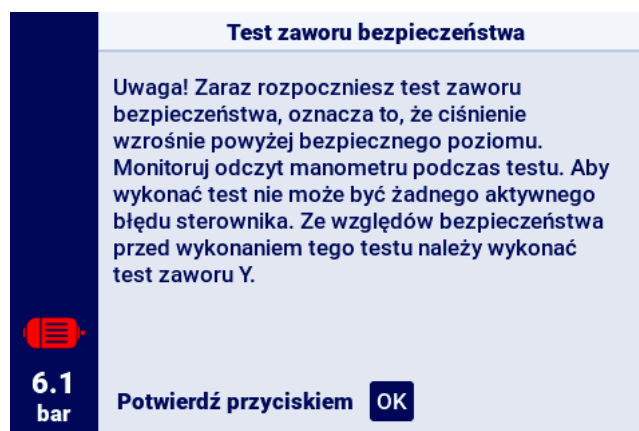 Test zaworu bezpieczeństwa
Uwaga! Zaraz rozpoczniesz test zaworu
bezpieczeństwa, oznacza to, że ciśnienie
wzrośnie powyżej bezpiecznego poziomu.
Monitoruj odczyt manometru podczas testu. Aby
wykonać test nie może być żadnego aktywnego
błędu sterownika. Ze względów bezpieczeństwa
przed wykonaniem tego testu należy wykonać
test zaworu Y.
6.1
bar
Potwierdź przyciskiem OK